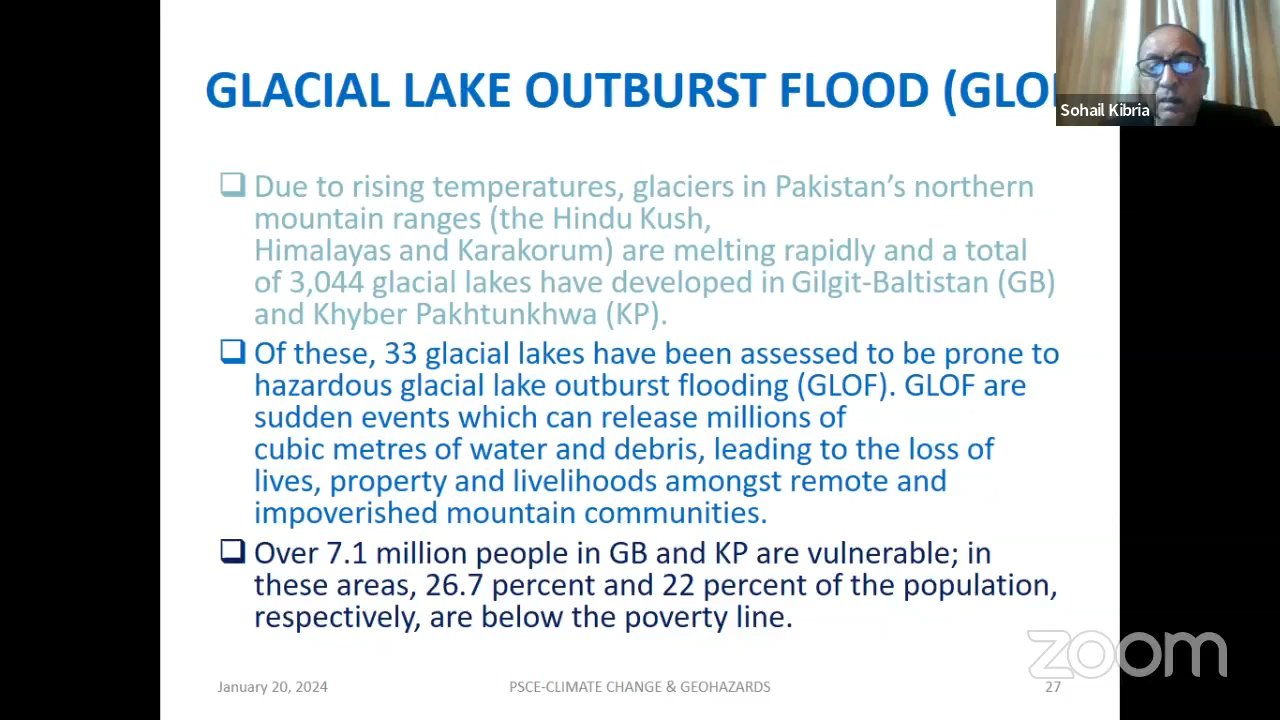 GLACIAL LAKE OUTBURST FLOOD (GLO
Sohail Kibria
Due to rising temperatures, glaciers in Pakistan's northern
mountain ranges (the Hindu Kush,
Himalayas and Karakorum) are melting rapidly and a total
of 3,044 glacial lakes have developed in Gilgit-Baltistan (GB)
and Khyber Pakhtunkhwa (KP).
Of these, 33 glacial lakes have been assessed to be prone to
hazardous glacial lake outburst flooding (GLOF). GLOF are
sudden events which can release millions of
cubic metres of water and debris, leading to the loss of
lives, property and livelihoods amongst remote and
impoverished mountain communities.
Over 7.1 million people in GB and KP are vulnerable; in
these areas, 26.7 percent and 22 percent of the population,
respectively, are below the poverty line.
zoom
January 20, 2024
PSCE-CLIMATE CHANGE & GEOHAZARDS
27